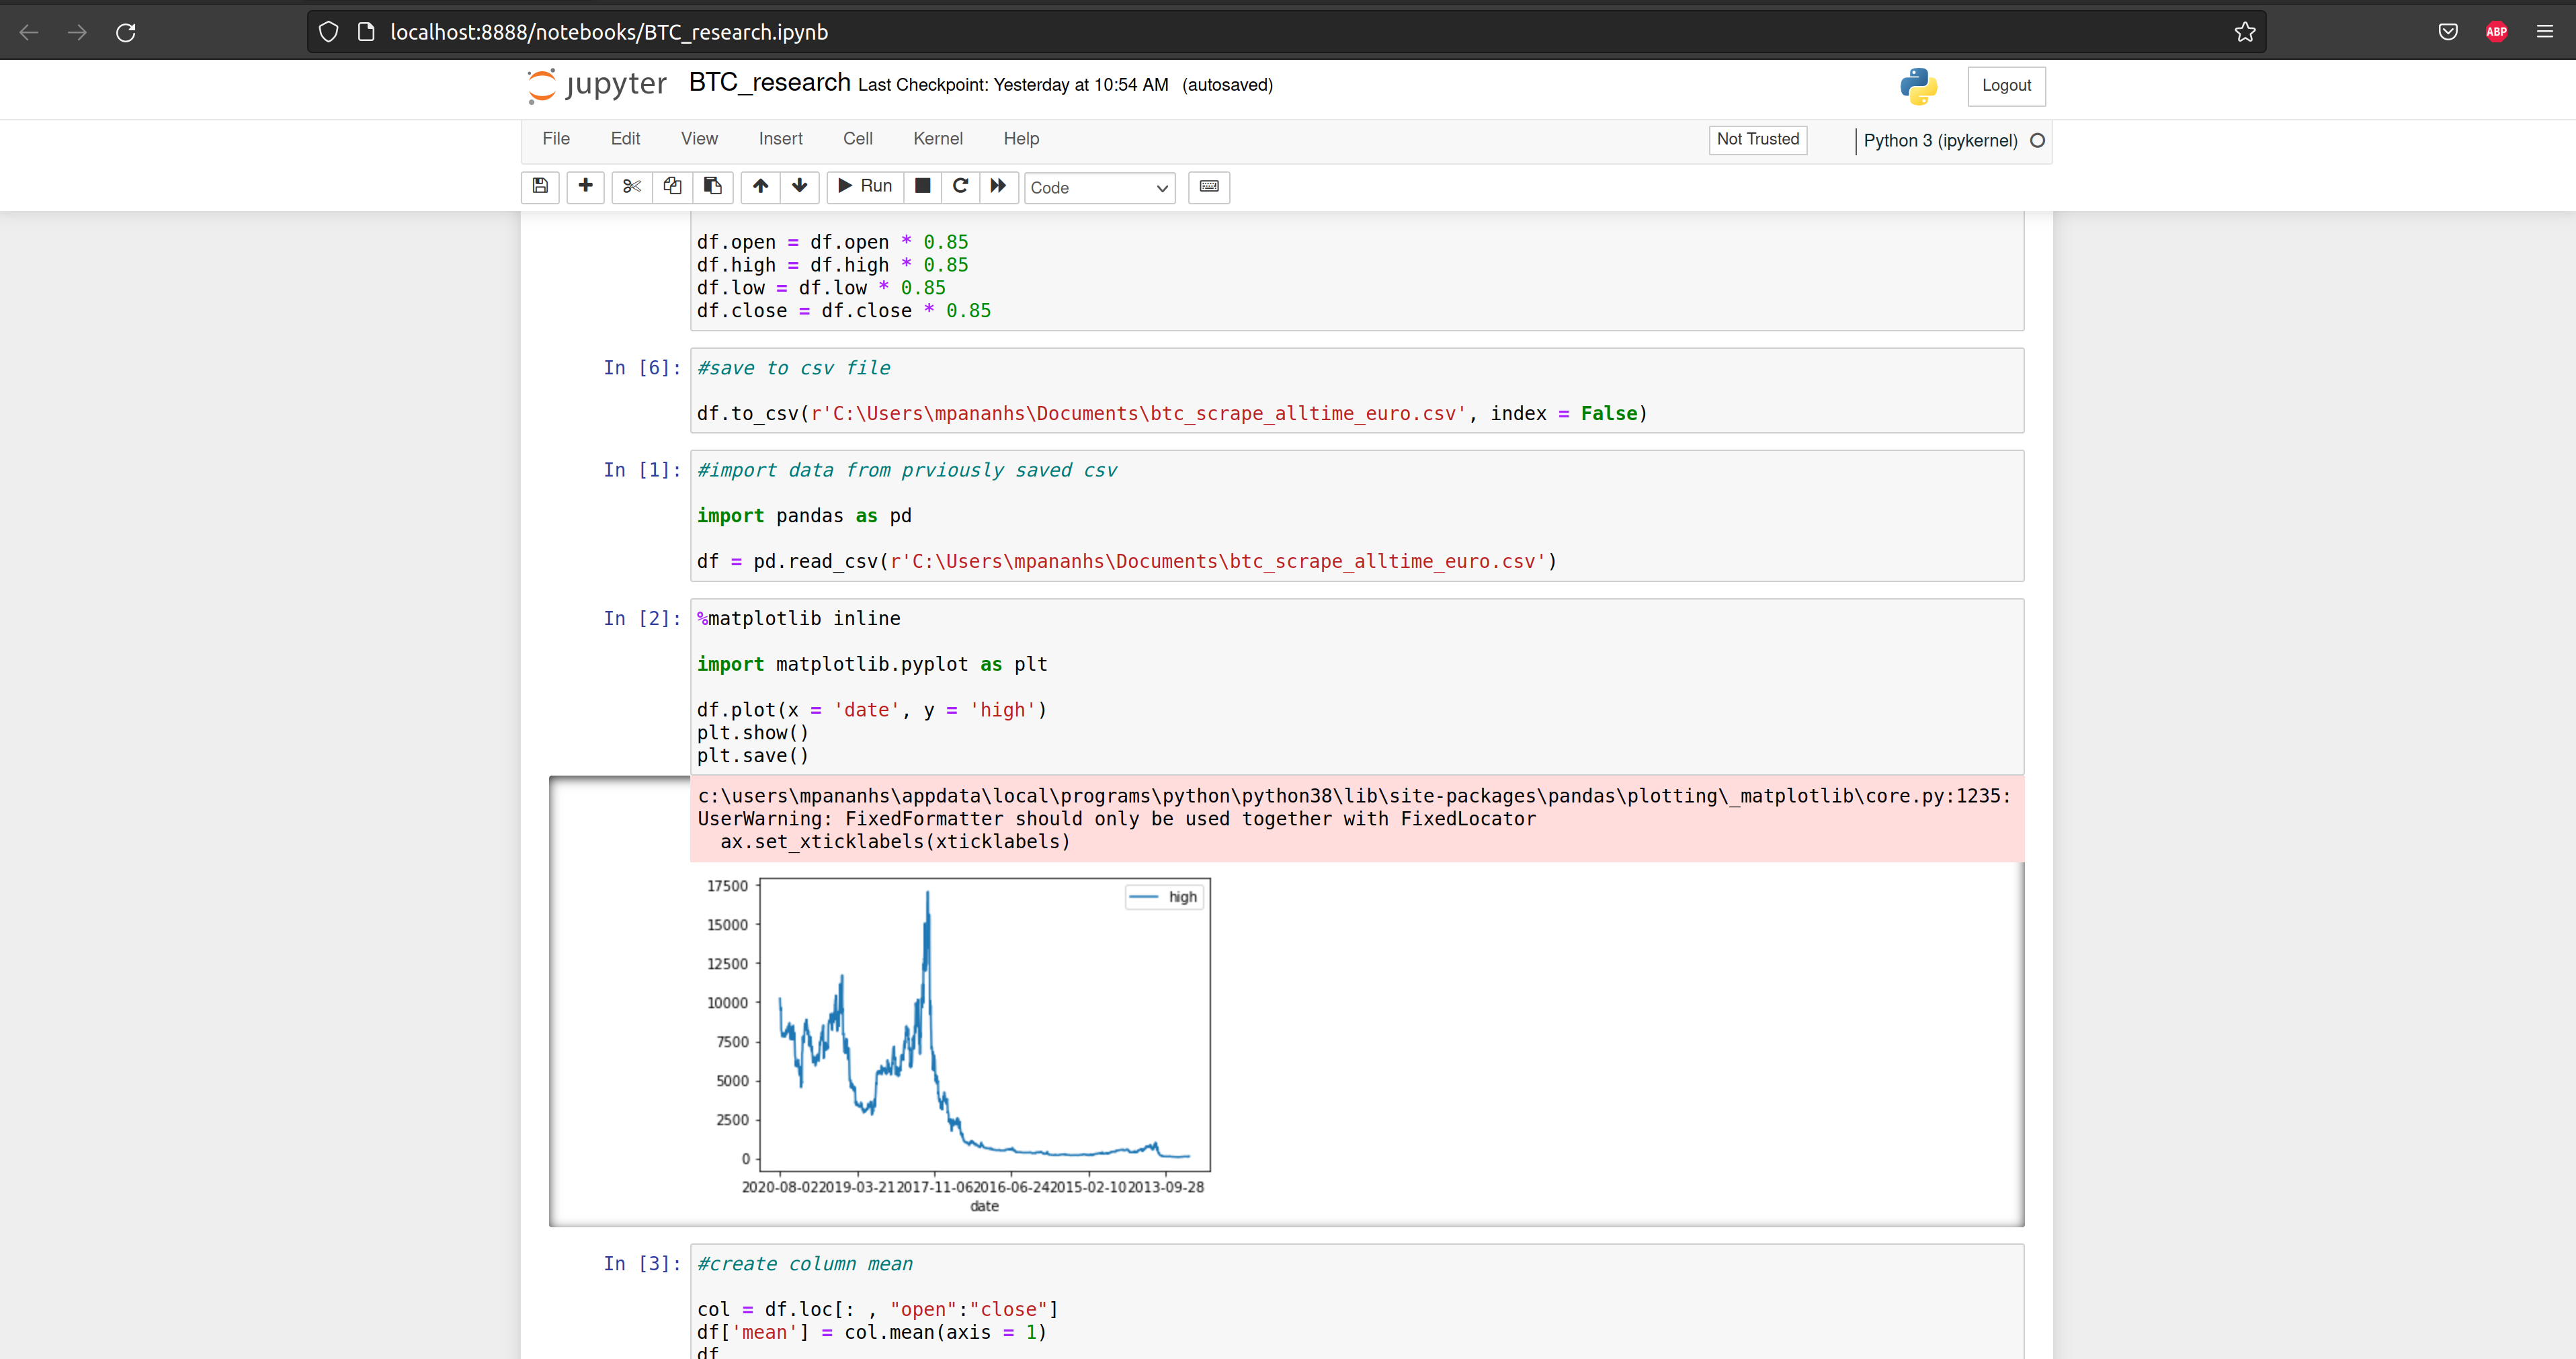 localhost:8888/notebooks/BTC_research.ipynb
ABP
jupyter BTC_research Last Checkpoint: Yesterday at 10:54 AM (autosaved)
Logout
File Edit View Insert Cell Kernel Help
Not Trusted
Python 3 (ipykernel)
Run
Code
df.open = df.open * 0.85
df.high = df.high * 0.85
df.low = df.low * 0.85
df.close = df.close * 0.85
In [6]: #save to csv file
df.to_csv(r'C:\Users\mpananhs\Documents\btc_scrape_alltime_euro.csv', index = False)
In [1]: #import data from prviously saved csv
import pandas as pd
df = pd.read_csv(r'C:\Users\mpananhs\Documents\btc_scrape_alltime_euro.csv')
In [2]: %matplotlib inline
import matplotlib.pyplot as plt
df.plot(x = 'date', y = 'high')
plt.show()
plt.save()
c:\users\mpananhs\appdata\local\programs\python\python38\lib\site-packages\pandas\plotting\_matplotlib\core.py:1235:
UserWarning: FixedFormatter should only be used together with FixedLocator
ax.set_xticklabels(xticklabels)
high
17500
15000
12500
10000
7500
5000
2500
0
2020-08-02 2019-03-21 2017-11-06 2016-06-24 2015-02-10 2013-09-28
date
In [3]: #create column mean
col = df.loc[: , "open":"close"]
df['mean'] = col.mean(axis = 1)
df